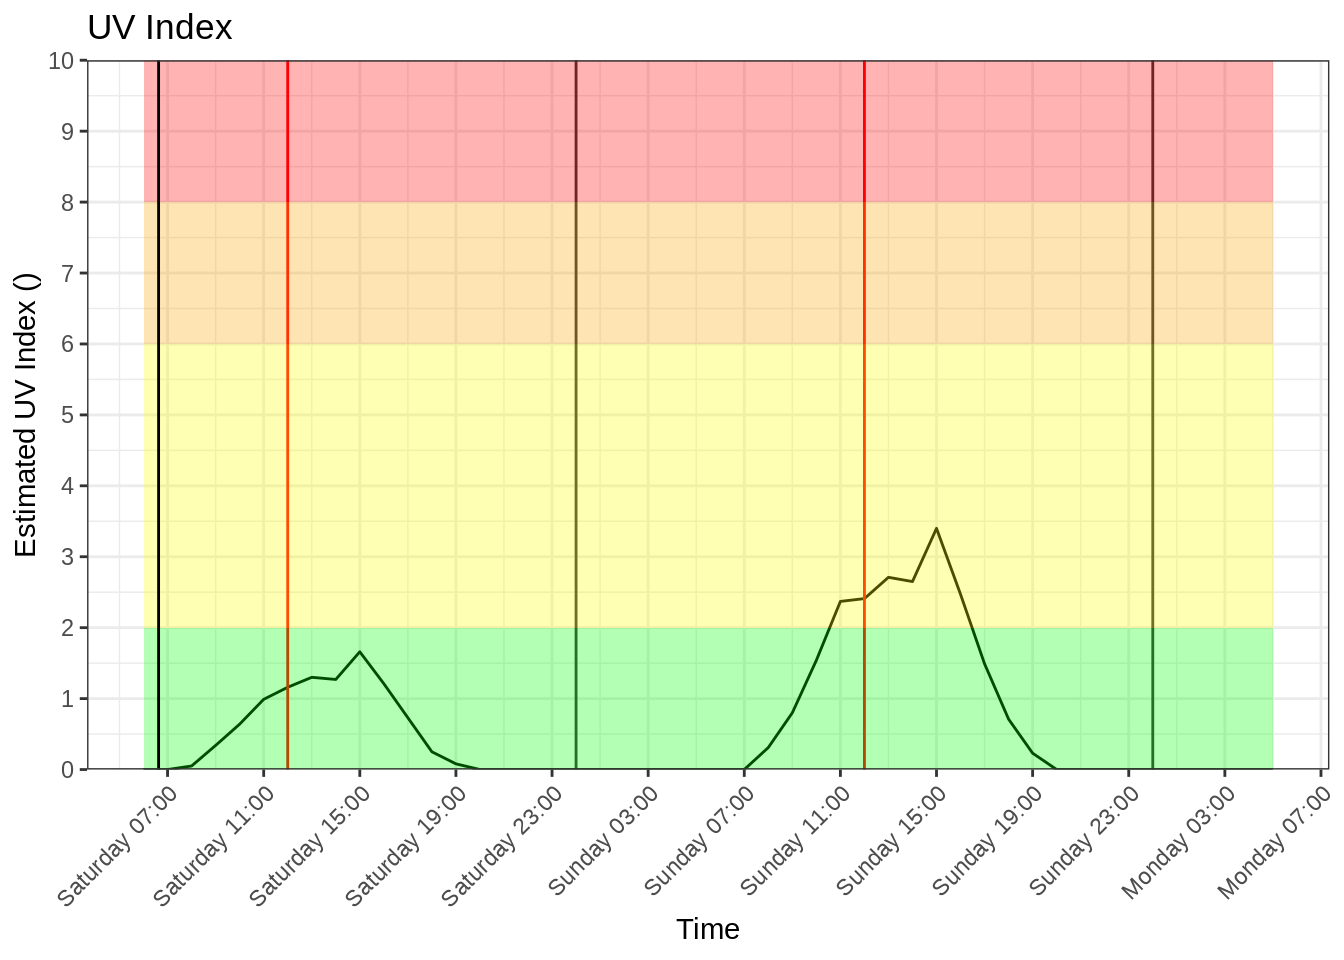 UV Index
10
9
8
7
6
5
4
3
2
1
0
Estimated UV Index ()
Saturday 07:00
Saturday 11:00
Saturday 15:00
Saturday 19:00
Saturday 23:00
Sunday 03:00
Sunday 07:00
Sunday 11:00
Sunday 15:00
Sunday 19:00
Sunday 23:00
Monday 03:00
Monday 07:00
Time